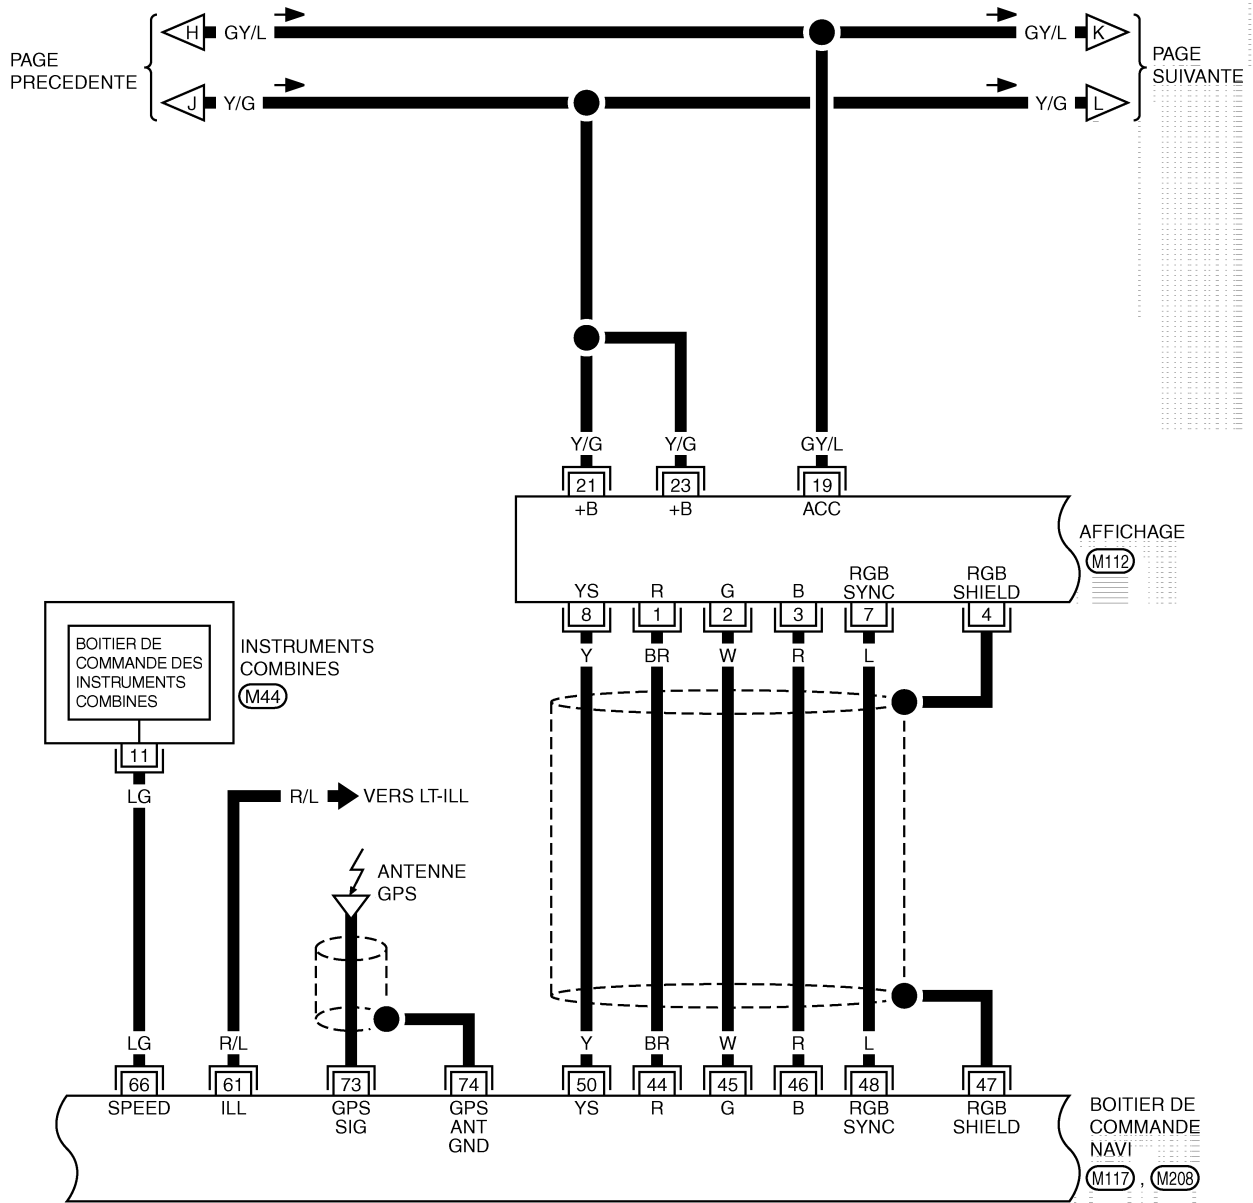 H GY/L GY/L K
PAGE
PRECEDENTE
PAGE
SUIVANTE
J Y/G Y/G L
Y/G Y/G GY/L
21 23 19
+B +B ACC
AFFICHAGE
M112
YS R G B RGB SYNC RGB SHIELD
8 1 2 3 7 4
Y BR W R L
BOITIER DE
COMMANDE DES
INSTRUMENTS
COMBINES
INSTRUMENTS
COMBINES
M44
11
LG
R/L VERS LT-ILL
ANTENNE
GPS
LG R/L Y BR W R L
66 61 73 74 50 44 45 46 48 47
SPEED ILL GPS SIG GPS ANT GND YS R G B RGB SYNC RGB SHIELD
BOITIER DE
COMMANDE
NAVI
M117 , M208